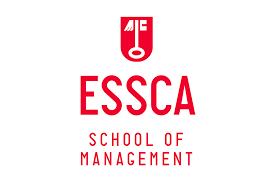 ESSCA
SCHOOL OF
MANAGEMENT